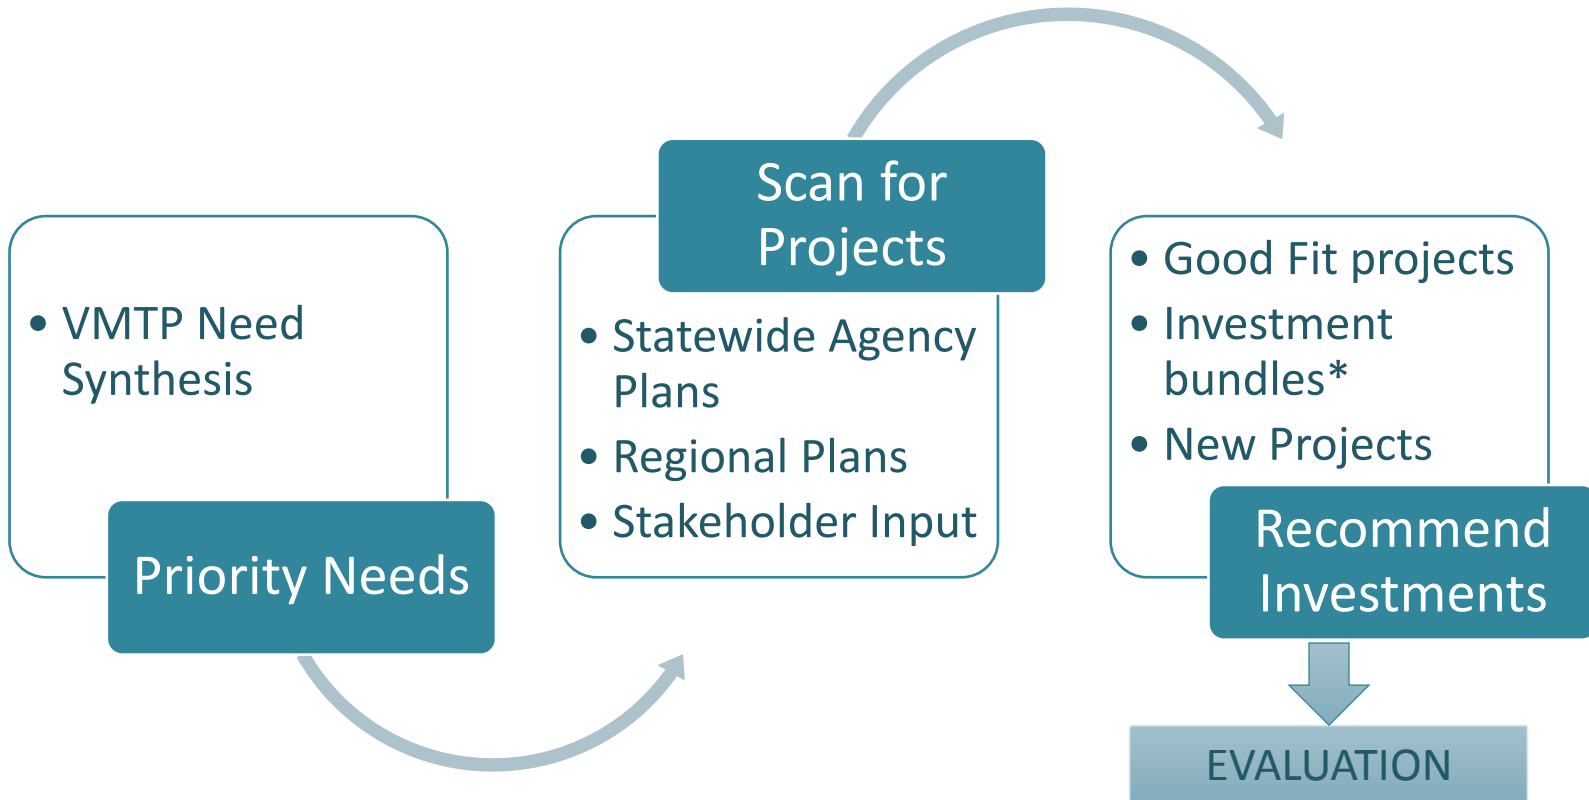 • VMTP Need
Synthesis
Priority Needs
Scan for
Projects
• Statewide Agency
Plans
• Regional Plans
• Stakeholder Input
• Good Fit projects
• Investment
bundles*
• New Projects
Recommend
Investments
EVALUATION